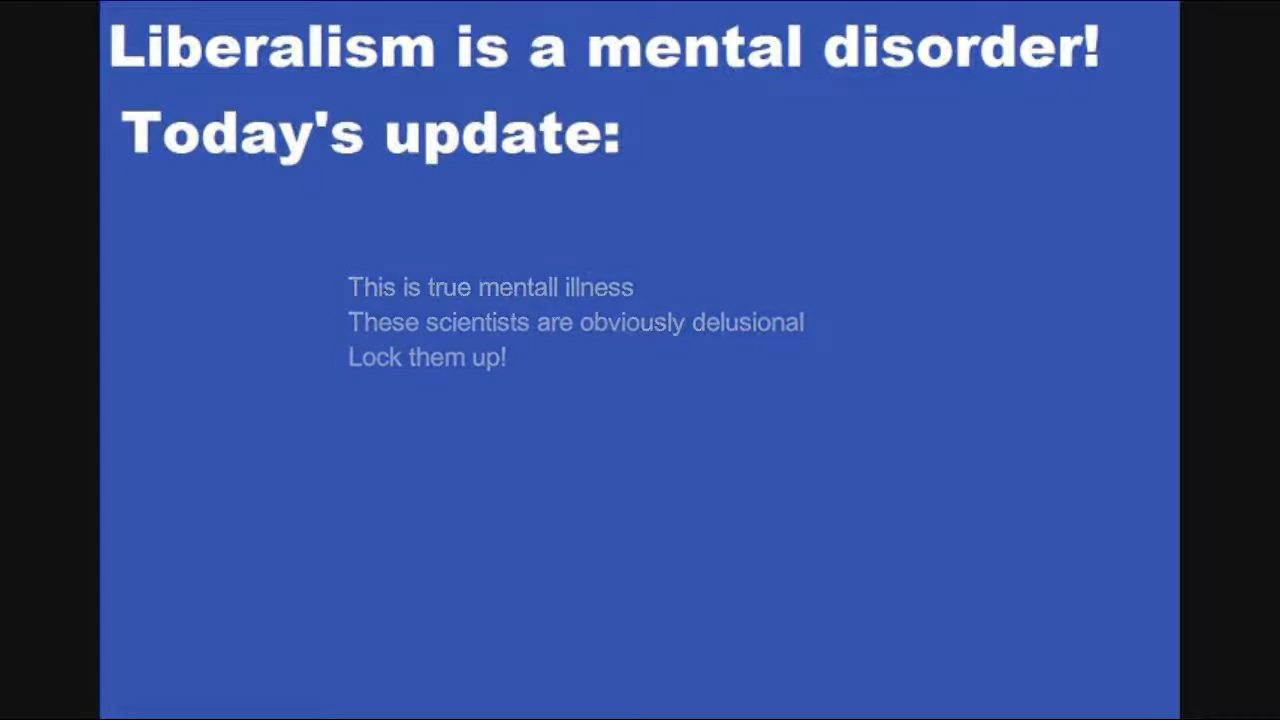 Liberalism is a mental disorder!
Today's update:
This is true mentall illness
These scientists are obviously delusional
Lock them up!